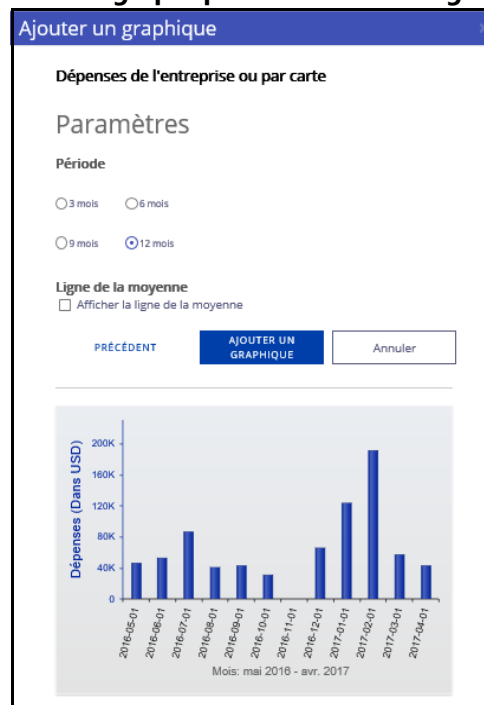 Ajouter un graphique
Dépenses de l'entreprise ou par carte
Paramètres
Période
3 mois
6 mois
9 mois
12 mois
Ligne de la moyenne
Afficher la ligne de la moyenne
PRÉCÉDENT
AJOUTER UN
GRAPHIQUE
Annuler
Dépenses (Dans USD)
200K
160K
120K
80K
40K
0
2016-05-01
2016-06-01
2016-07-01
2016-08-01
2016-09-01
2016-10-01
2016-11-01
2016-12-01
2017-01-01
2017-02-01
2017-03-01
2017-04-01
Mois: mai 2016 - avr. 2017